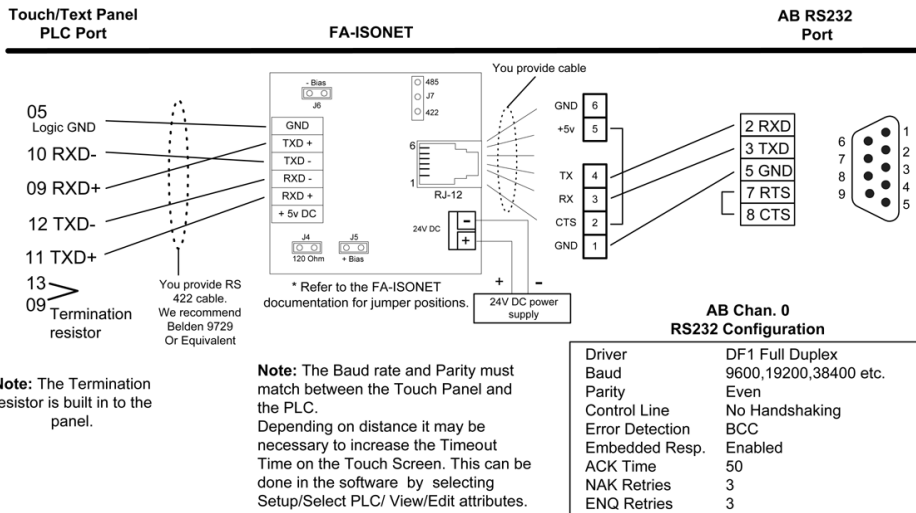 Touch/Text Panel
PLC Port
FA-ISONET
AB RS232
Port
You provide cable
- Bias
J6
485
J7
422
05
Logic GND
10 RXD-
09 RXD+
12 TXD-
11 TXD+
13
09
Termination
resistor
GND
TXD +
TXD -
RXD -
RXD +
+ 5v DC
6
1
RJ-12
24V DC
-
+
J4
120 Ohm
J5
+ Bias
GND 6
+5v 5
TX 4
RX 3
CTS 2
GND 1
2 RXD
3 TXD
5 GND
7 RTS
8 CTS
6
7
8
9
1
2
3
4
5
You provide RS
422 cable.
We recommend
Belden 9729
Or Equivalent
* Refer to the FA-ISONET
documentation for jumper positions.
+ -
24V DC power
supply
Note: The Termination
resistor is built in to the
panel.
Note: The Baud rate and Parity must
match between the Touch Panel and
the PLC.
Depending on distance it may be
necessary to increase the Timeout
Time on the Touch Screen. This can be
done in the software by selecting
Setup/Select PLC/ View/Edit attributes.
AB Chan. 0
RS232 Configuration
Driver DF1 Full Duplex
Baud 9600,19200,38400 etc.
Parity Even
Control Line No Handshaking
Error Detection BCC
Embedded Resp. Enabled
ACK Time 50
NAK Retries 3
ENQ Retries 3